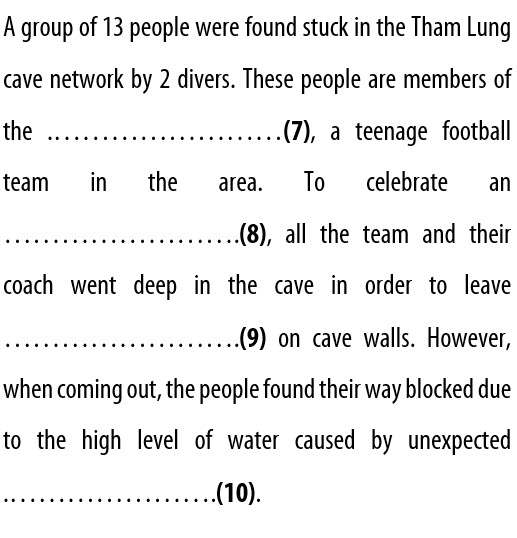 A group of 13 people were found stuck in the Tham Lung
cave network by 2 divers. These people are members of
the ……………………….(7), a teenage football
team in the area. To celebrate an
……………………..(8), all the team and their
coach went deep in the cave in order to leave
……………………..(9) on cave walls. However,
when coming out, the people found their way blocked due
to the high level of water caused by unexpected
…………………….(10).